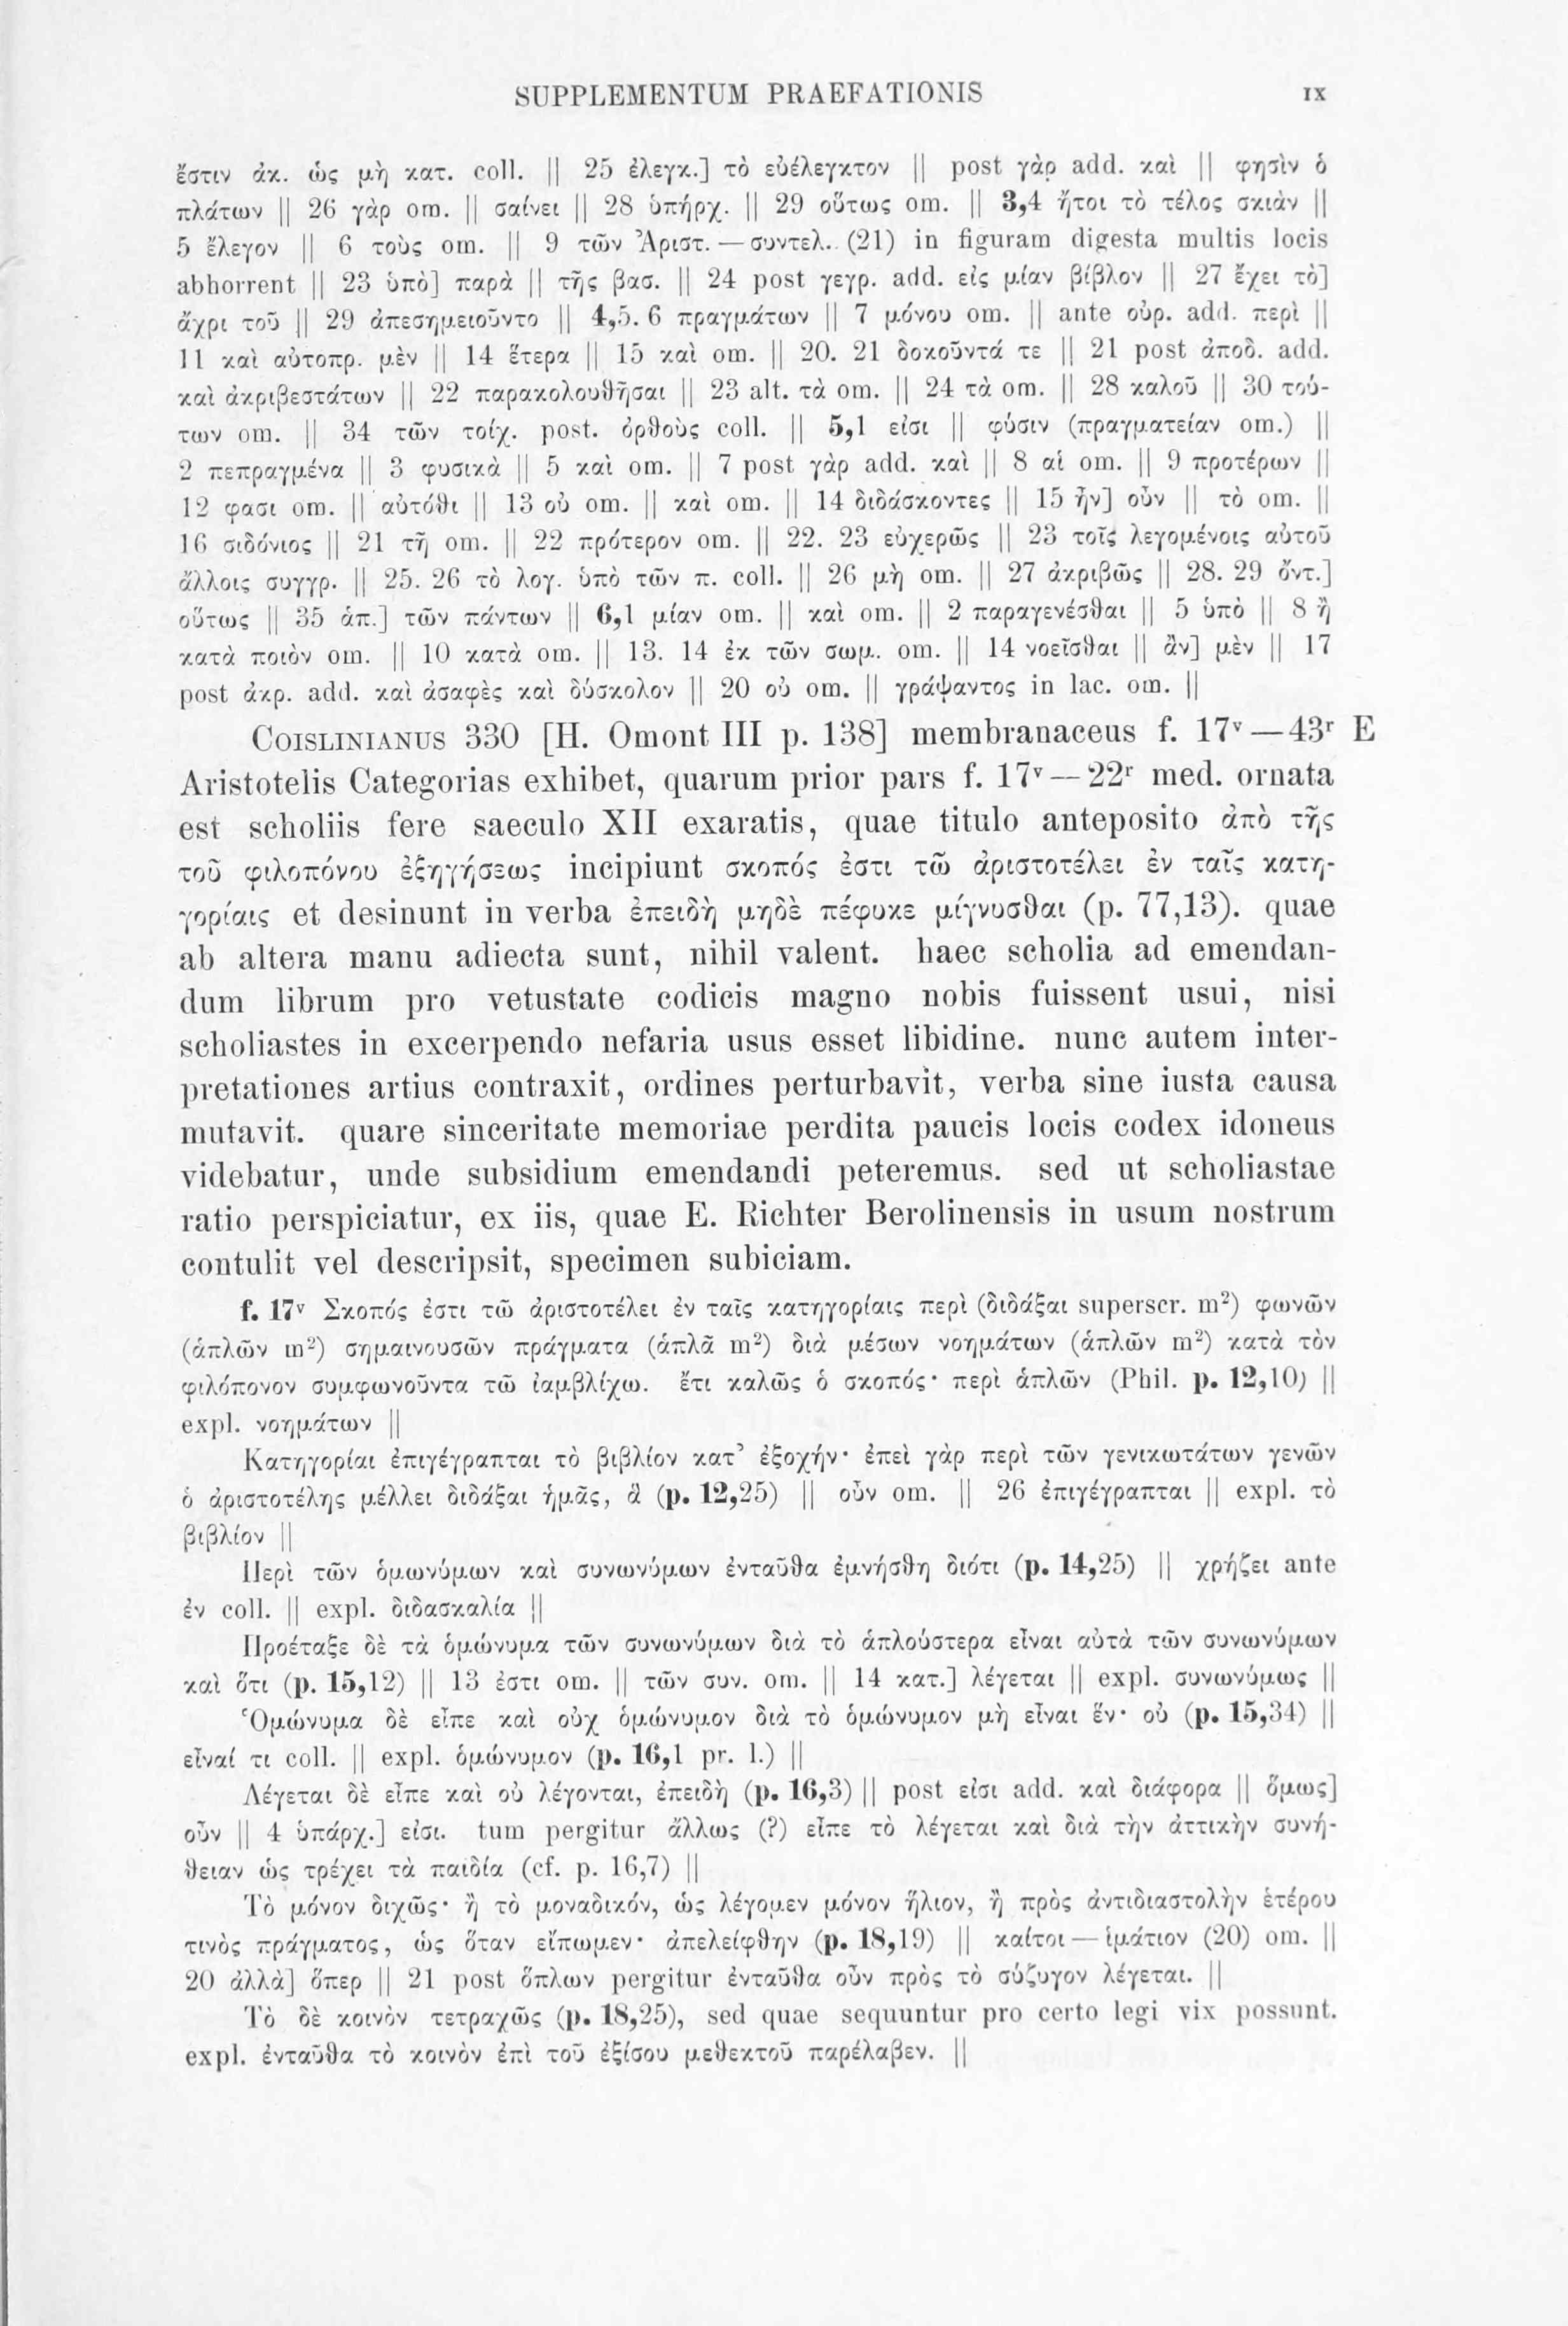 SUPPLEMENTUM PRAEFATIONIS IX
ἔστιν ἀκ. ὡς μὴ κατ. coll. || 25 ἐλεγκ.] τὸ εὐέλεγκτον || post γὰρ add. καὶ || φησὶν ὁ
πλάτων || 26 γὰρ om. || σαίνει || 28 ὑπήρχ. || 29 οὕτως om. || 3,4 ἤτοι τὸ τέλος σκιὰν ||
5 ἔλεγον || 6 τοὺς om. || 9 τῶν Ἀριστ. — συντελ. (21) in figuram digesta multis locis
abhorrent || 23 ὑπὸ] παρὰ || τῆς βασ. || 24 post γεγρ. add. εἰς μίαν βίβλον || 27 ἔχει τὸ]
ἄχρι τοῦ || 29 ἀπεσημειοῦντο || 4,5. 6 πραγμάτων || 7 μόνου om. || ante οὐρ. add. περὶ ||
11 καὶ αὐτοπρ. μὲν || 14 ἕτερα || 15 καὶ om. || 20. 21 δοκοῦντά τε || 21 post ἀποδ. add.
καὶ ἀκριβεστάτων || 22 παρακολουθῆσαι || 23 alt. τὰ om. || 24 τὰ om. || 28 καλοῦ || 30 τού-
των om. || 34 τῶν τοίχ. post. ὀρθοὺς coll. || 5,1 εἰσι || φύσιν (πραγματείαν om.) ||
2 πεπραγμένα || 3 φυσικὰ || 5 καὶ om. || 7 post γὰρ add. καὶ || 8 αἱ om. || 9 προτέρων ||
12 φασι om. || αὐτόθι || 13 οὐ om. || καὶ om. || 14 διδάσκοντες || 15 ἦν] οὖν || τὸ om. ||
16 σιδόνιος || 21 τῆ om. || 22 πρότερον om. || 22. 23 εὐχερῶς || 23 τοῖς λεγομένοις αὐτοῦ
ἄλλοις συγγρ. || 25. 26 τὸ λογ. ὑπὸ τῶν π. coll. || 26 μὴ om. || 27 ἀκριβῶς || 28. 29 ὄντ.]
οὕτως || 35 ἁπ.] τῶν πάντων || 6,1 μίαν om. || καὶ om. || 2 παραγενέσθαι || 5 ὑπὸ || 8 ἢ
κατὰ ποιὸν om. || 10 κατὰ om. || 13. 14 ἐκ τῶν σωμ. om. || 14 νοεῖσθαι || ἂν] μὲν || 17
post ἀκρ. add. καὶ ἀσαφὲς καὶ δύσκολον || 20 οὐ om. || γράψαντος in lac. om. ||
COISLINIANUS 330 [H. Omont III p. 138] membranaceus f. 17ᵛ — 43ʳ E
Aristotelis Categorias exhibet, quarum prior pars f. 17ᵛ — 22ʳ med. ornata
est scholiis fere saeculo XII exaratis, quae titulo anteposito ἀπὸ τῆς
τοῦ φιλοπόνου ἐξηγήσεως incipiunt σκοπός ἐστι τῶ ἀριστοτέλει ἐν ταῖς κατη-
γορίαις et desinunt in verba ἐπειδὴ μηδὲ πέφυκε μίγνυσθαι (p. 77,13). quae
ab altera manu adiecta sunt, nihil valent. haec scholia ad emendan-
dum librum pro vetustate codicis magno nobis fuissent usui, nisi
scholiastes in excerpendo nefaria usus esset libidine. nunc autem inter-
pretationes artius contraxit, ordines perturbavit, verba sine iusta causa
mutavit. quare sinceritate memoriae perdita paucis locis codex idoneus
videbatur, unde subsidium emendandi peteremus. sed ut scholiastae
ratio perspiciatur, ex iis, quae E. Richter Berolinensis in usum nostrum
contulit vel descripsit, specimen subiciam.
f. 17ᵛ Σκοπός ἐστι τῶ ἀριστοτέλει ἐν ταῖς κατηγορίαις περὶ (διδάξαι superscr. m²) φωνῶν
(ἁπλῶν m²) σημαινουσῶν πράγματα (ἁπλᾶ m²) διὰ μέσων νοημάτων (ἁπλῶν m²) κατὰ τὸν
φιλόπονον συμφωνοῦντα τῶ ἰαμβλίχω. ἔτι καλῶς ὁ σκοπός· περὶ ἁπλῶν (Phil. p. 12,10) ||
expl. νοημάτων ||
Κατηγορίαι ἐπιγέγραπται τὸ βιβλίον κατ’ ἐξοχήν· ἐπεὶ γὰρ περὶ τῶν γενικωτάτων γενῶν
ὁ ἀριστοτέλης μέλλει διδάξαι ἡμᾶς, ἃ (p. 12,25) || οὖν om. || 26 ἐπιγέγραπται || expl. τὸ
βιβλίον ||
Περὶ τῶν ὁμωνύμων καὶ συνωνύμων ἐνταῦθα ἐμνήσθη διότι (p. 14,25) || χρήζει ante
ἐν coll. || expl. διδασκαλία ||
Προέταξε δὲ τὰ ὁμώνυμα τῶν συνωνύμων διὰ τὸ ἁπλούστερα εἶναι αὐτὰ τῶν συνωνύμων
καὶ ὅτι (p. 15,12) || 13 ἐστι om. || τῶν συν. om. || 14 κατ.] λέγεται || expl. συνωνύμως ||
Ὁμώνυμα δὲ εἶπε καὶ οὐχ ὁμώνυμον διὰ τὸ ὁμώνυμον μὴ εἶναι ἕν· οὐ (p. 15,34) ||
εἶναί τι coll. || expl. ὁμώνυμον (p. 16,1 pr. l.) ||
Λέγεται δὲ εἶπε καὶ οὐ λέγονται, ἐπειδὴ (p. 16,3) || post εἰσι add. καὶ διάφορα || ὅμως]
οὖν || 4 ὑπάρχ.] εἰσι. tum pergitur ἄλλως (?) εἶπε τὸ λέγεται καὶ διὰ τὴν ἀττικὴν συνή-
θειαν ὡς τρέχει τὰ παιδία (cf. p. 16,7) ||
Τὸ μόνον διχῶς· ἢ τὸ μοναδικόν, ὡς λέγομεν μόνον ἥλιον, ἢ πρὸς ἀντιδιαστολὴν ἑτέρου
τινὸς πράγματος, ὡς ὅταν εἴπωμεν· ἀπελείφθην (p. 18,19) || καίτοι — ἱμάτιον (20) om. ||
20 ἀλλὰ] ὅπερ || 21 post ὅπλων pergitur ἐνταῦθα οὖν πρὸς τὸ σύζυγον λέγεται. ||
Τὸ δὲ κοινὸν τετραχῶς (p. 18,25), sed quae sequuntur pro certo legi vix possunt.
expl. ἐνταῦθα τὸ κοινὸν ἐπὶ τοῦ ἐξίσου μεθεκτοῦ παρέλαβεν. ||